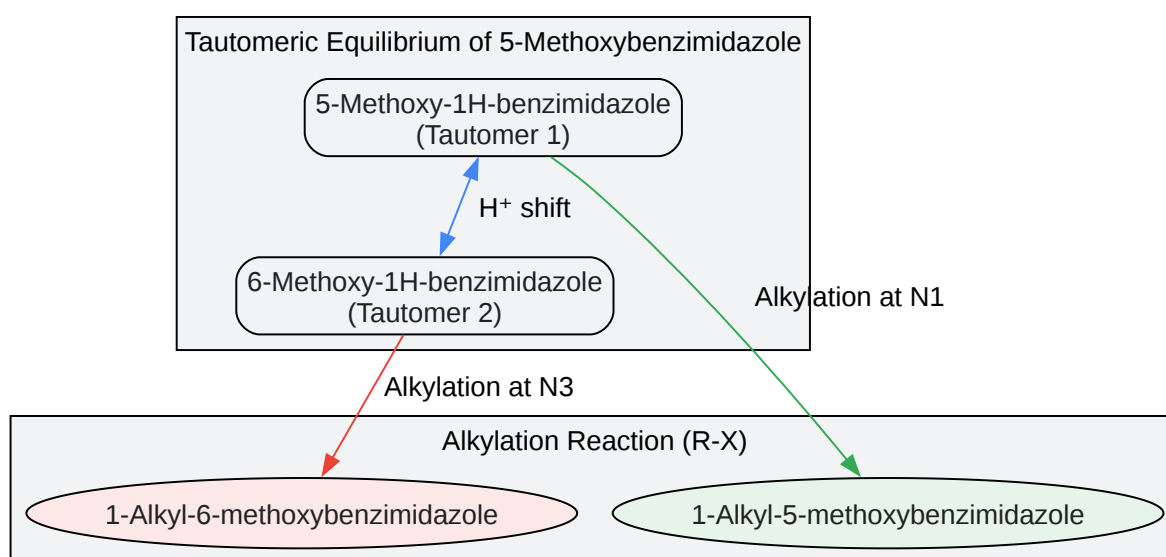 Tautomeric Equilibrium of 5-Methoxybenzimidazole
5-Methoxy-1H-benzimidazole
(Tautomer 1)
H⁺ shift
6-Methoxy-1H-benzimidazole
(Tautomer 2)
Alkylation at N1
Alkylation at N3
Alkylation Reaction (R-X)
1-Alkyl-6-methoxybenzimidazole
1-Alkyl-5-methoxybenzimidazole